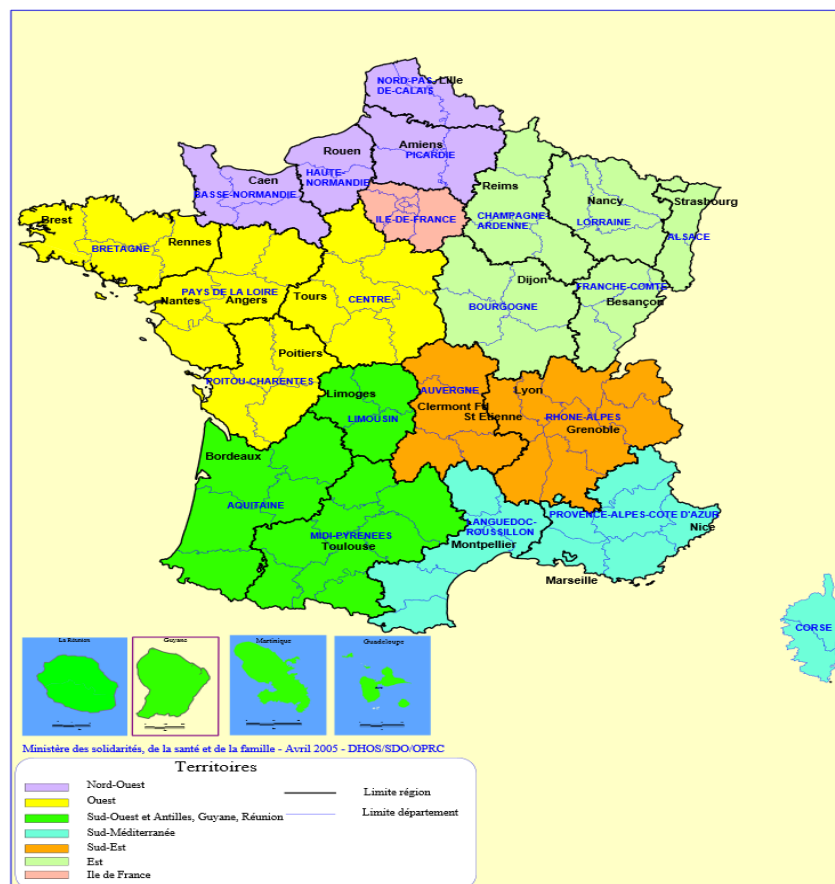 NORD-PAS-
DE-CALAIS
Lille
Amiens
PICARDIE
Rouen
HAUTE-
NORMANDIE
Caen
BASSE-NORMANDIE
ILE-DE-FRANCE
Reims
CHAMPAGNE-
ARDENNE
Nancy
LORRAINE
Strasbourg
ALSACE
Brest
BRETAGNE
Rennes
PAYS DE LA LOIRE
Nantes
Angers
Tours
CENTRE
Dijon
BOURGOGNE
FRANCHE-COMTE
Besançon
Poitiers
POITOU-CHARENTES
Limoges
LIMOUSIN
AUVERGNE
Clermont Fd
St Etienne
Lyon
RHONE-ALPES
Grenoble
Bordeaux
AQUITAINE
MIDI-PYRENEES
Toulouse
LANGUEDOC-
ROUSSILLON
Montpellier
PROVENCE-ALPES-COTE D'AZUR
Nice
Marseille
CORSE
La Réunion
Guyane
Martinique
Guadeloupe
Ministère des solidarités, de la santé et de la famille - Avril 2005 - DHOS/SDO/OPRC
Territoires
Nord-Ouest
Ouest
Sud-Ouest et Antilles, Guyane, Réunion
Sud-Méditerranée
Sud-Est
Est
Ile de France
Limite région
Limite département